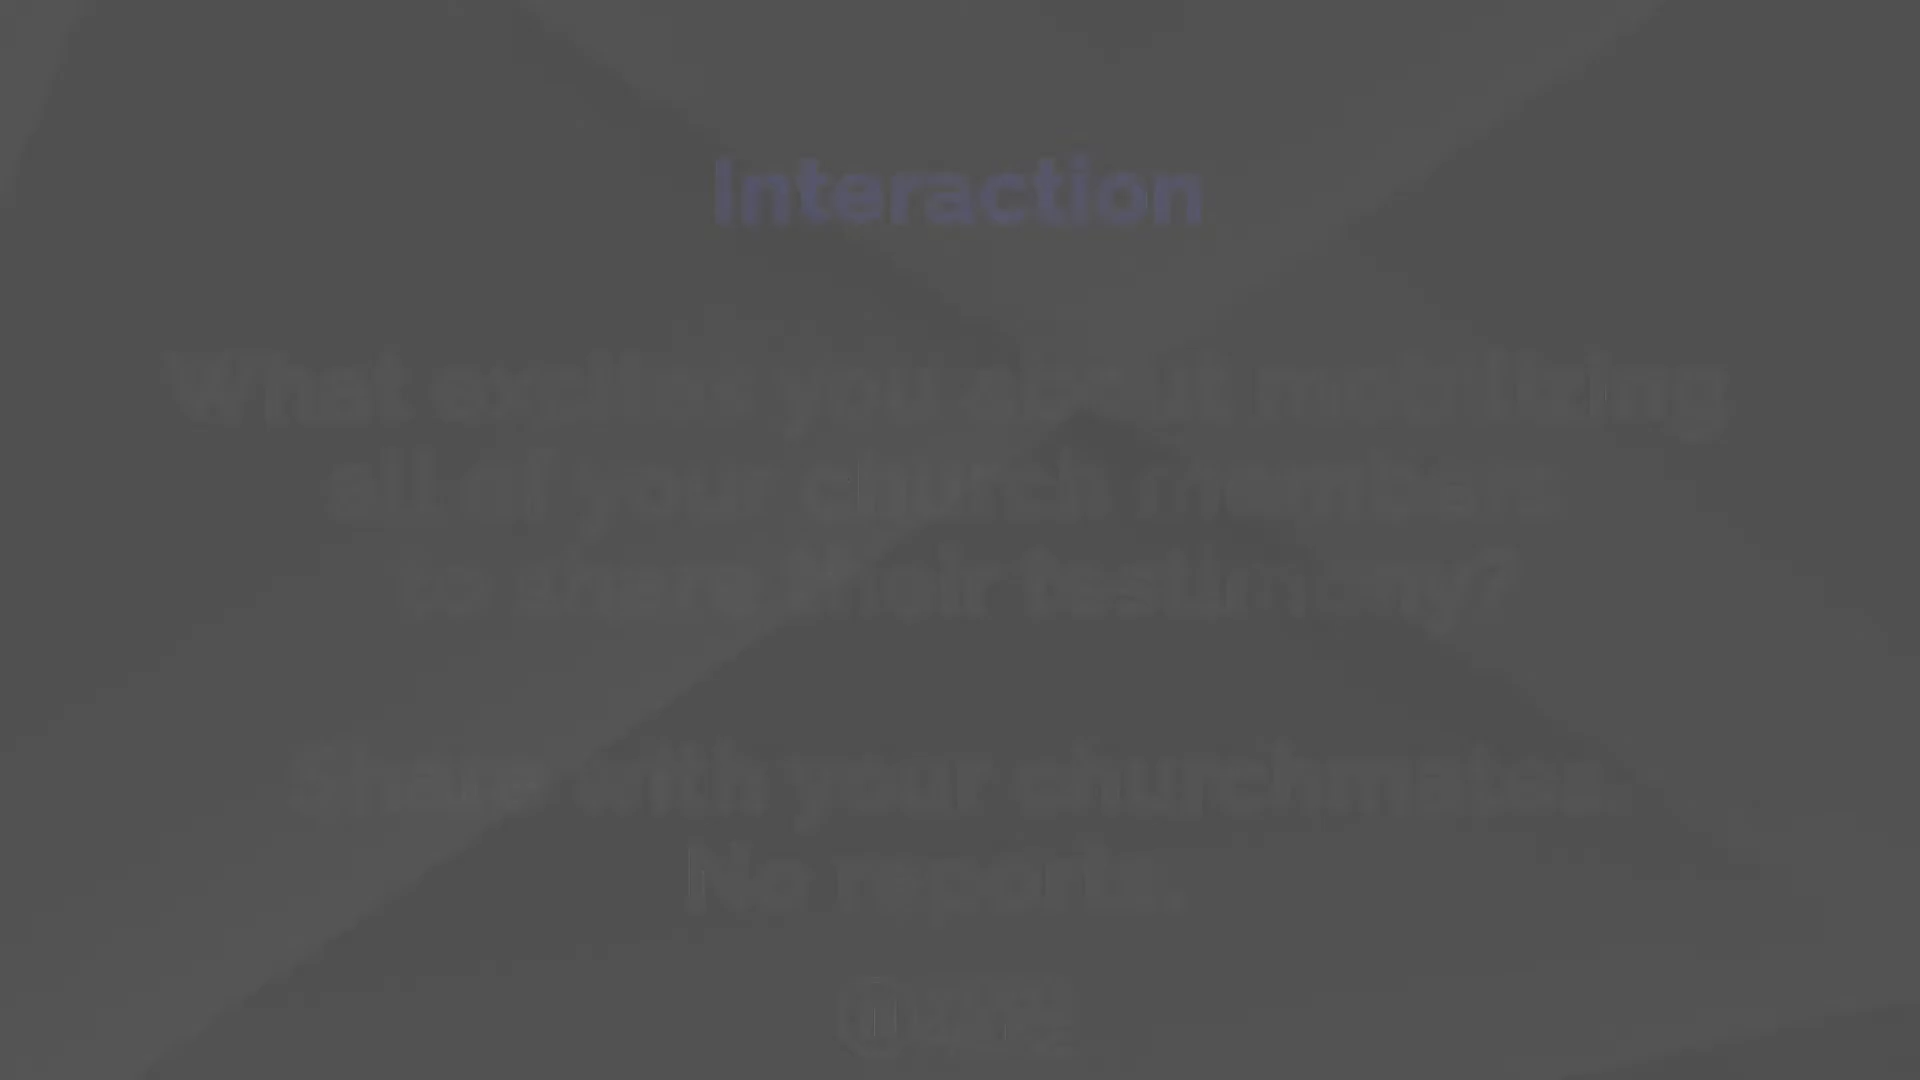 Interaction
What excites you about mobilizing
all of your church members
to share their testimony?
Share with your churchmates.
No reports.